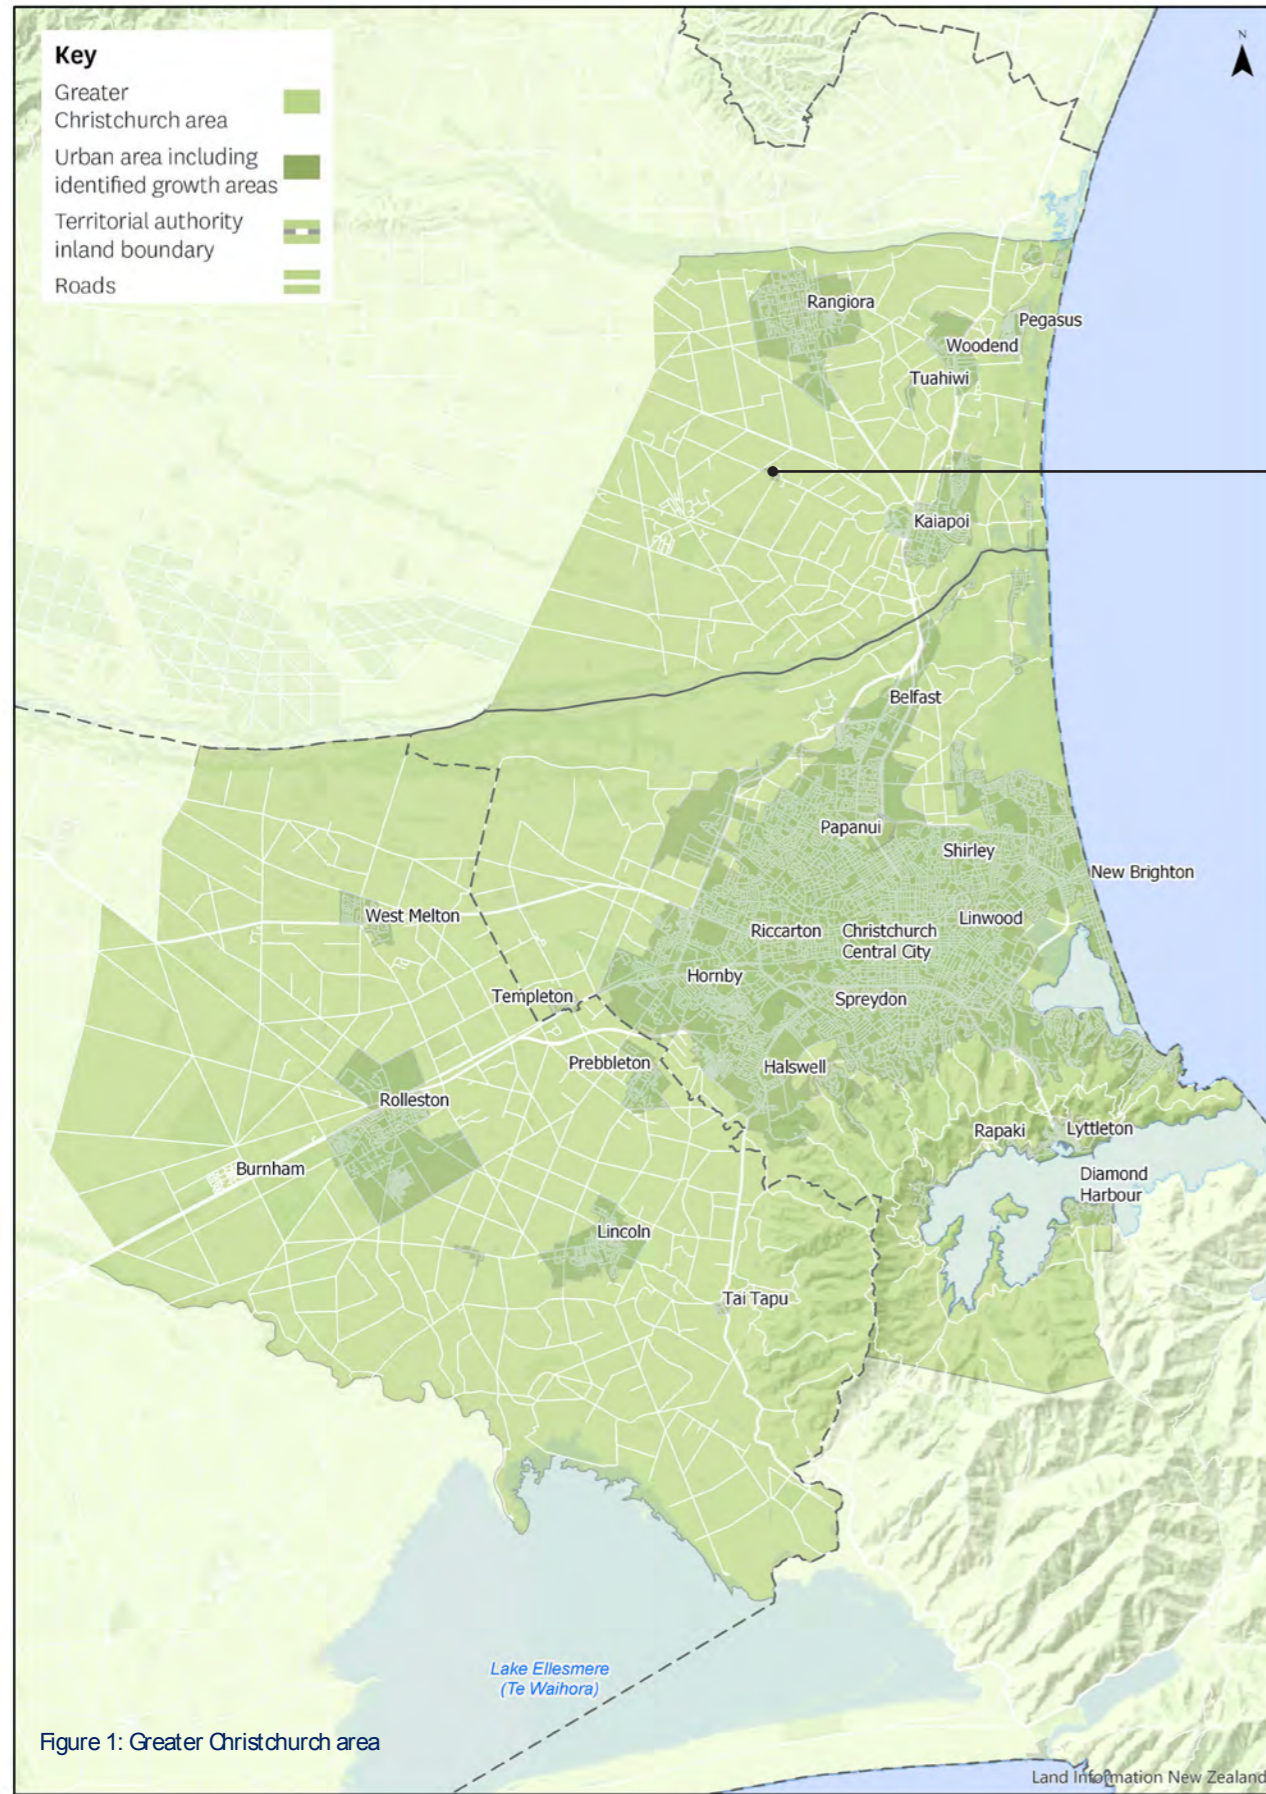 N
Key
Greater
Christchurch area
Urban area including
identified growth areas
Territorial authority
inland boundary
Roads
Rangiora
Pegasus
Woodend
Tuahiwi
Kaiapoi
Belfast
Papanui
Shirley
New Brighton
West Melton
Linwood
Riccarton
Christchurch
Central City
Hornby
Templeton
Spreydon
Prebbleton
Halswell
Rolleston
Rapaki
Lyttleton
Burnham
Diamond
Harbour
Lincoln
Tai Tapu
Lake Ellesmere
(Te Waihora)
Figure 1: Greater Christchurch area
Land Information New Zealand